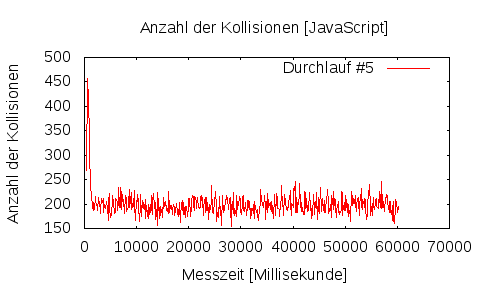 Anzahl der Kollisionen [JavaScript]
Durchlauf #5
Anzahl der Kollisionen
500
450
400
350
300
250
200
150
0 10000 20000 30000 40000 50000 60000 70000
Messzeit [Millisekunde]